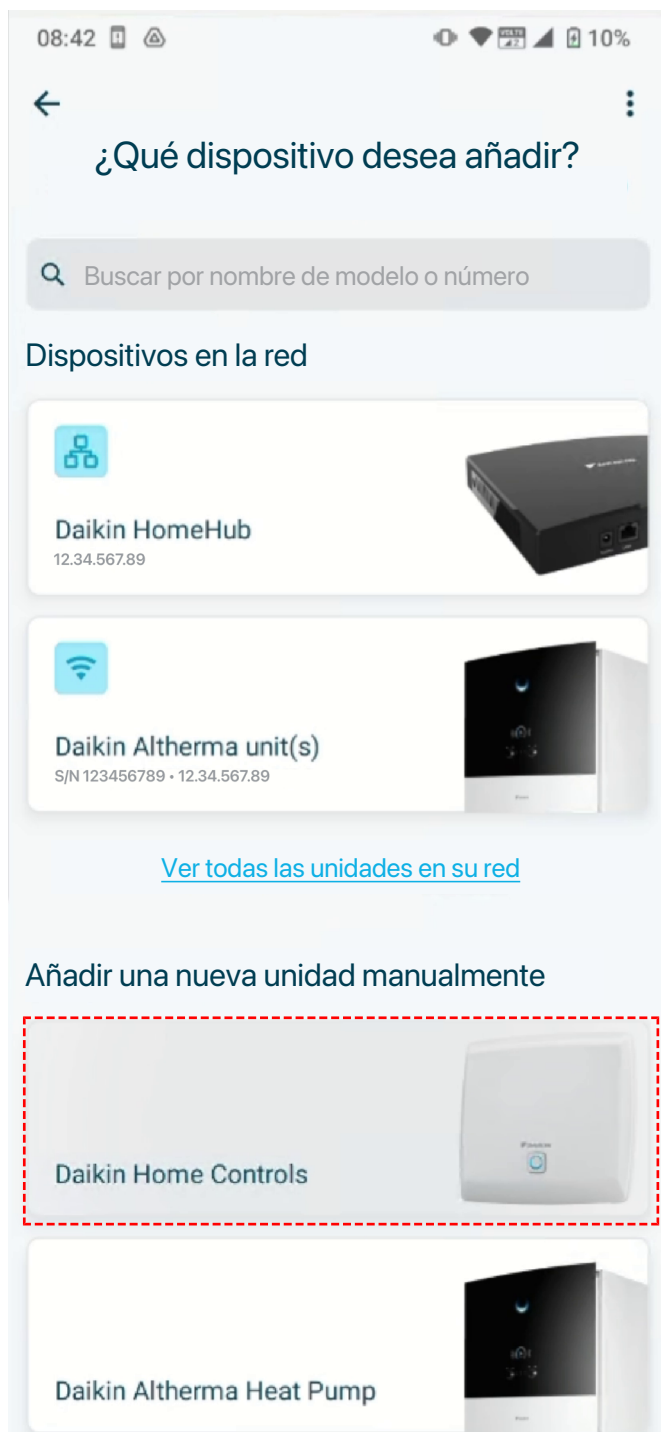 08:42
10%
¿Qué dispositivo desea añadir?
Buscar por nombre de modelo o número
Dispositivos en la red
Daikin HomeHub
12.34.567.89
Daikin Altherma unit(s)
S/N 123456789 • 12.34.567.89
Ver todas las unidades en su red
Añadir una nueva unidad manualmente
Daikin Home Controls
Daikin Altherma Heat Pump